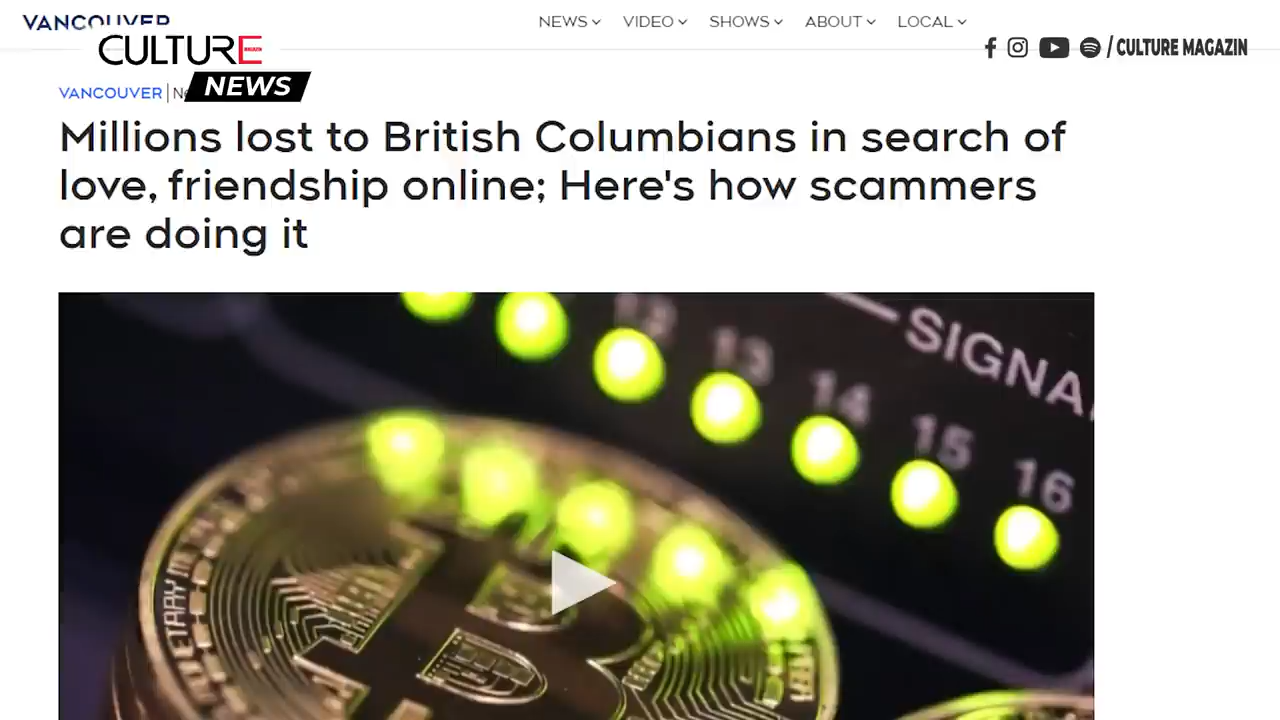 VANCOUVER
NEWS VIDEO SHOWS ABOUT LOCAL
CULTURE
NEWS
/ CULTURE MAGAZIN
VANCOUVER
Millions lost to British Columbians in search of
love, friendship online; Here's how scammers
are doing it
SIGNA
12
13
14
15
16